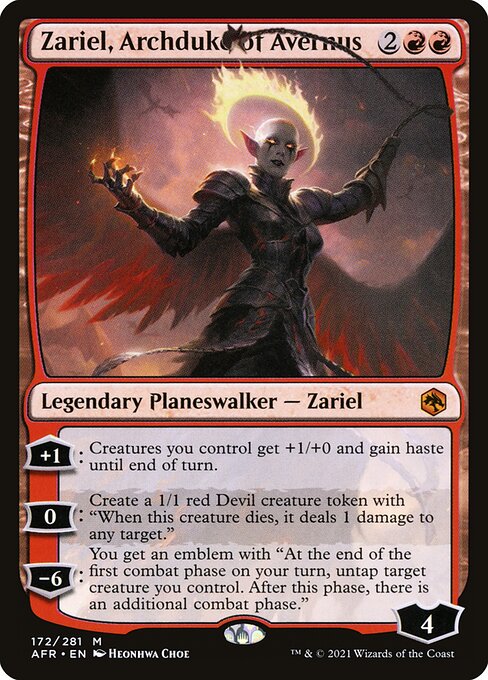 Zariel, Archduke of Avernus 2
Legendary Planeswalker — Zariel
+1: Creatures you control get +1/+0 and gain haste
until end of turn.
Create a 1/1 red Devil creature token with
0: “When this creature dies, it deals 1 damage to
any target.”
You get an emblem with “At the end of the
first combat phase on your turn, untap target
−6: creature you control. After this phase, there is
an additional combat phase.”
4
172/281 M
AFR • EN Heonhwa Choe
™ & © 2021 Wizards of the Coast